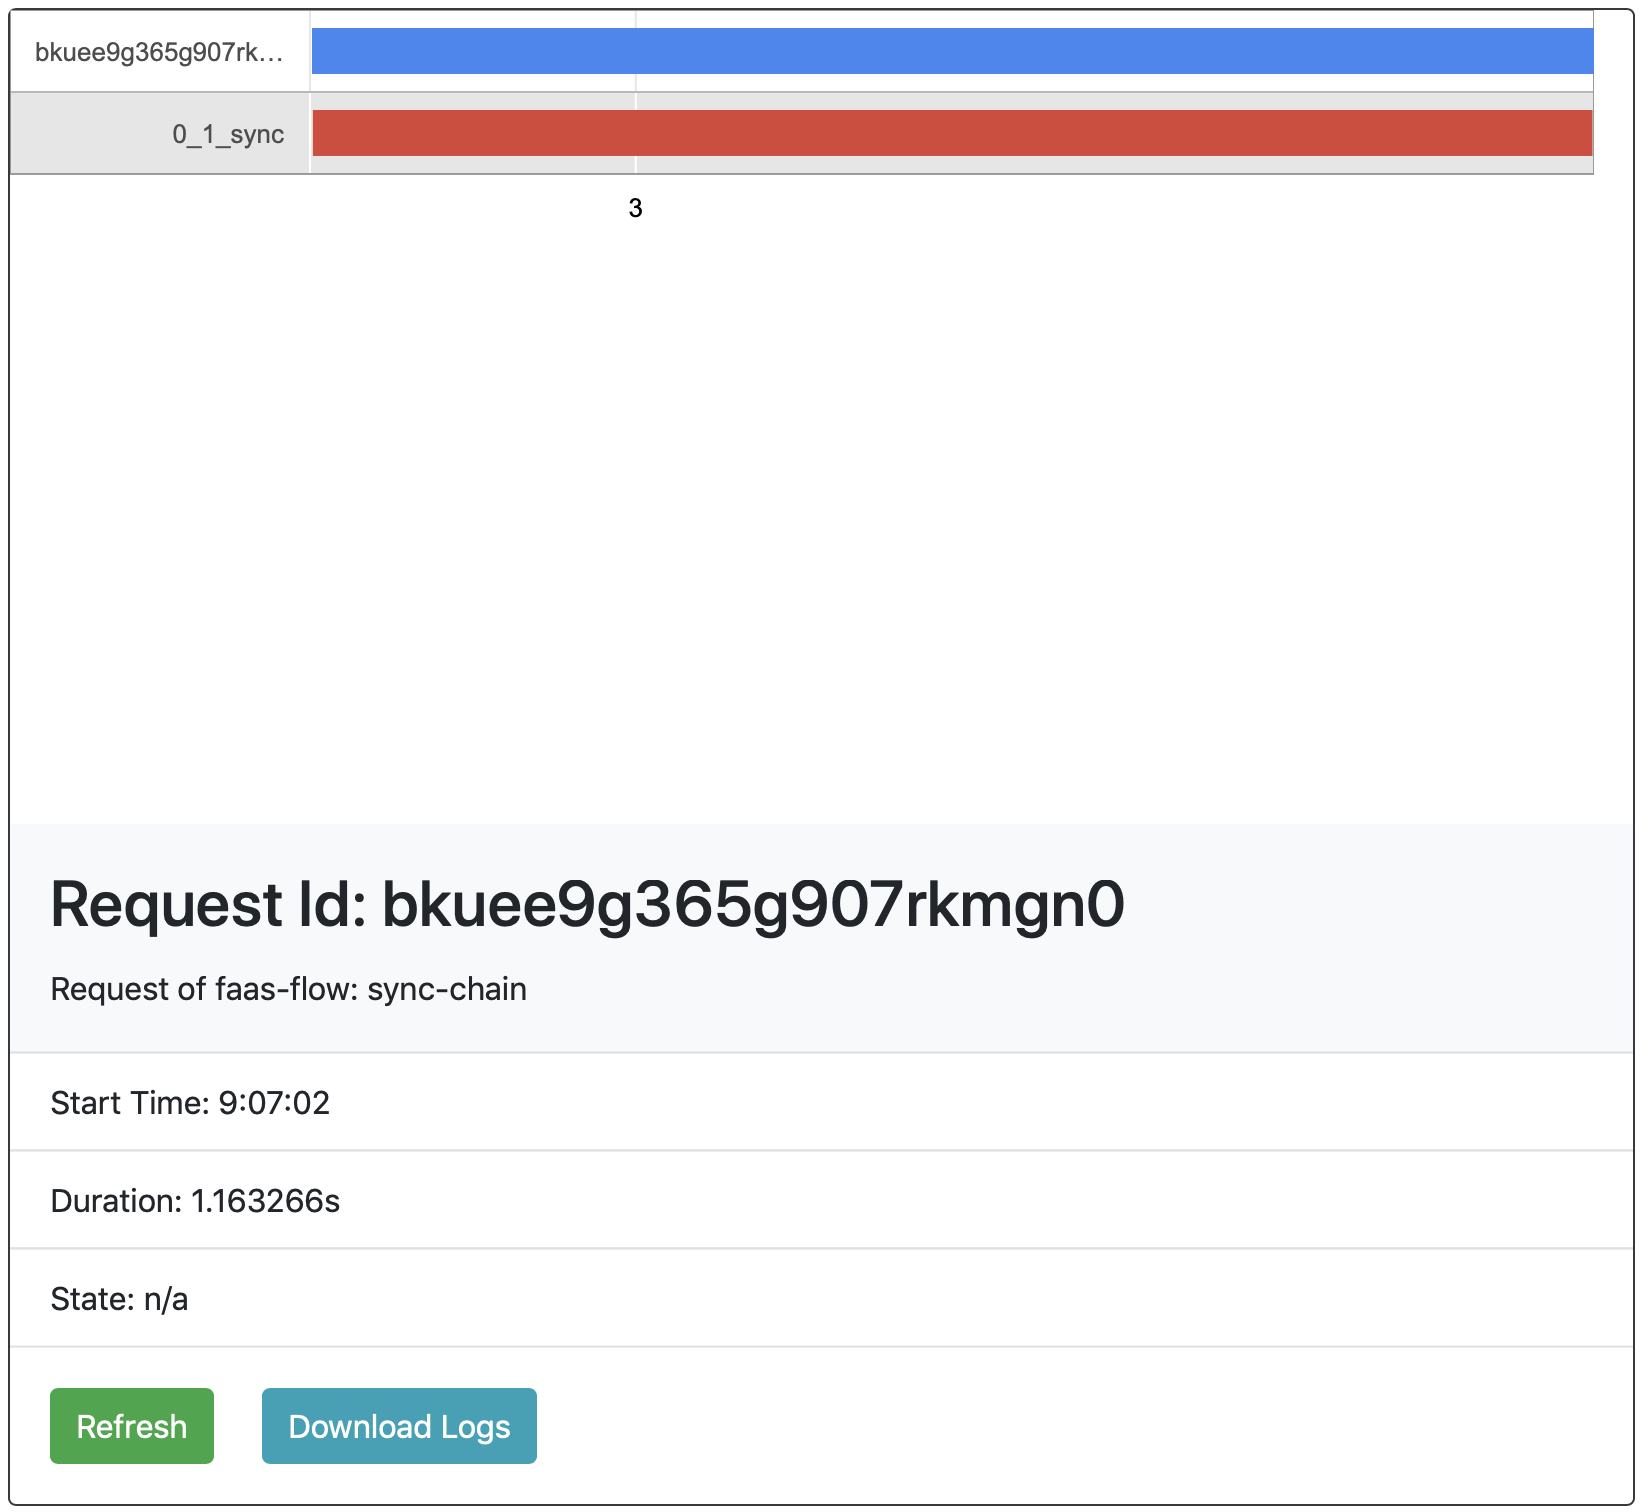 bkuee9g365g907rk…
0_1_sync
3
Request Id: bkuee9g365g907rkmgn0
Request of faas-flow: sync-chain
Start Time: 9:07:02
Duration: 1.163266s
State: n/a
Refresh
Download Logs